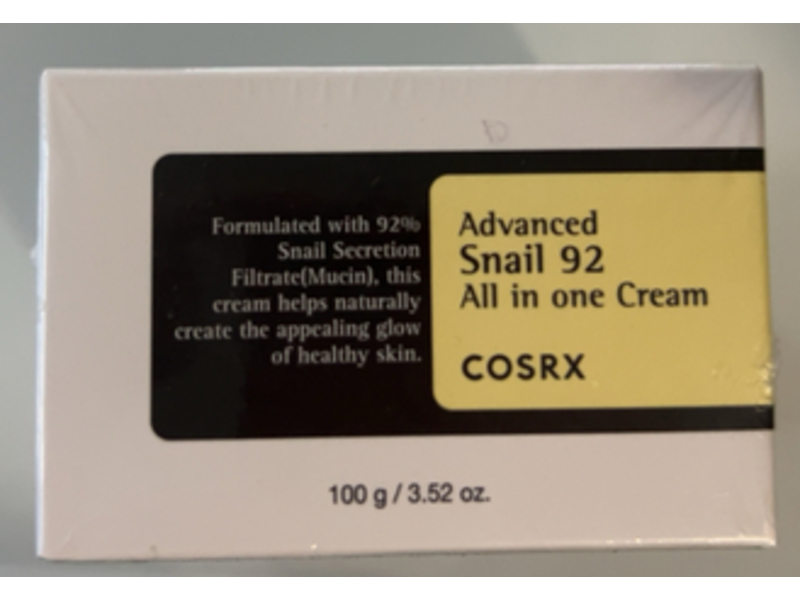 Formulated with 92%
Snail Secretion
Filtrate(Mucin), this
cream helps naturally
create the appealing glow
of healthy skin.
Advanced
Snail 92
All in one Cream
COSRX
100 g / 3.52 oz.